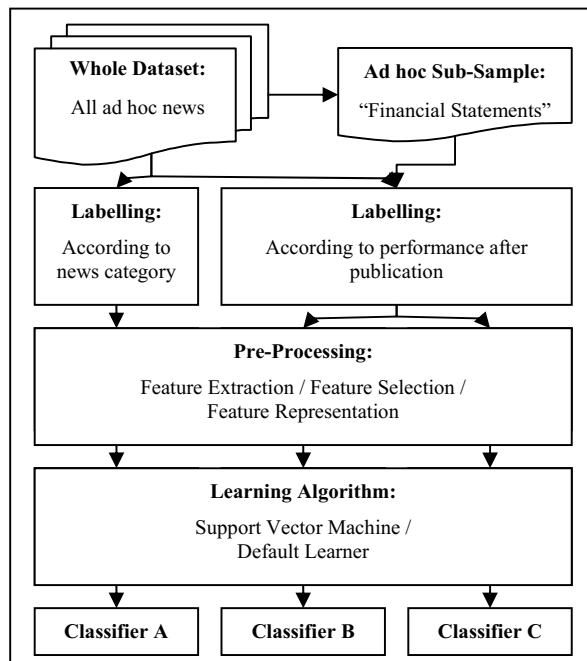 Whole Dataset:
All ad hoc news
Ad hoc Sub-Sample:
“Financial Statements”
Labelling:
According to
news category
Labelling:
According to performance after
publication
Pre-Processing:
Feature Extraction / Feature Selection /
Feature Representation
Learning Algorithm:
Support Vector Machine /
Default Learner
Classifier A
Classifier B
Classifier C